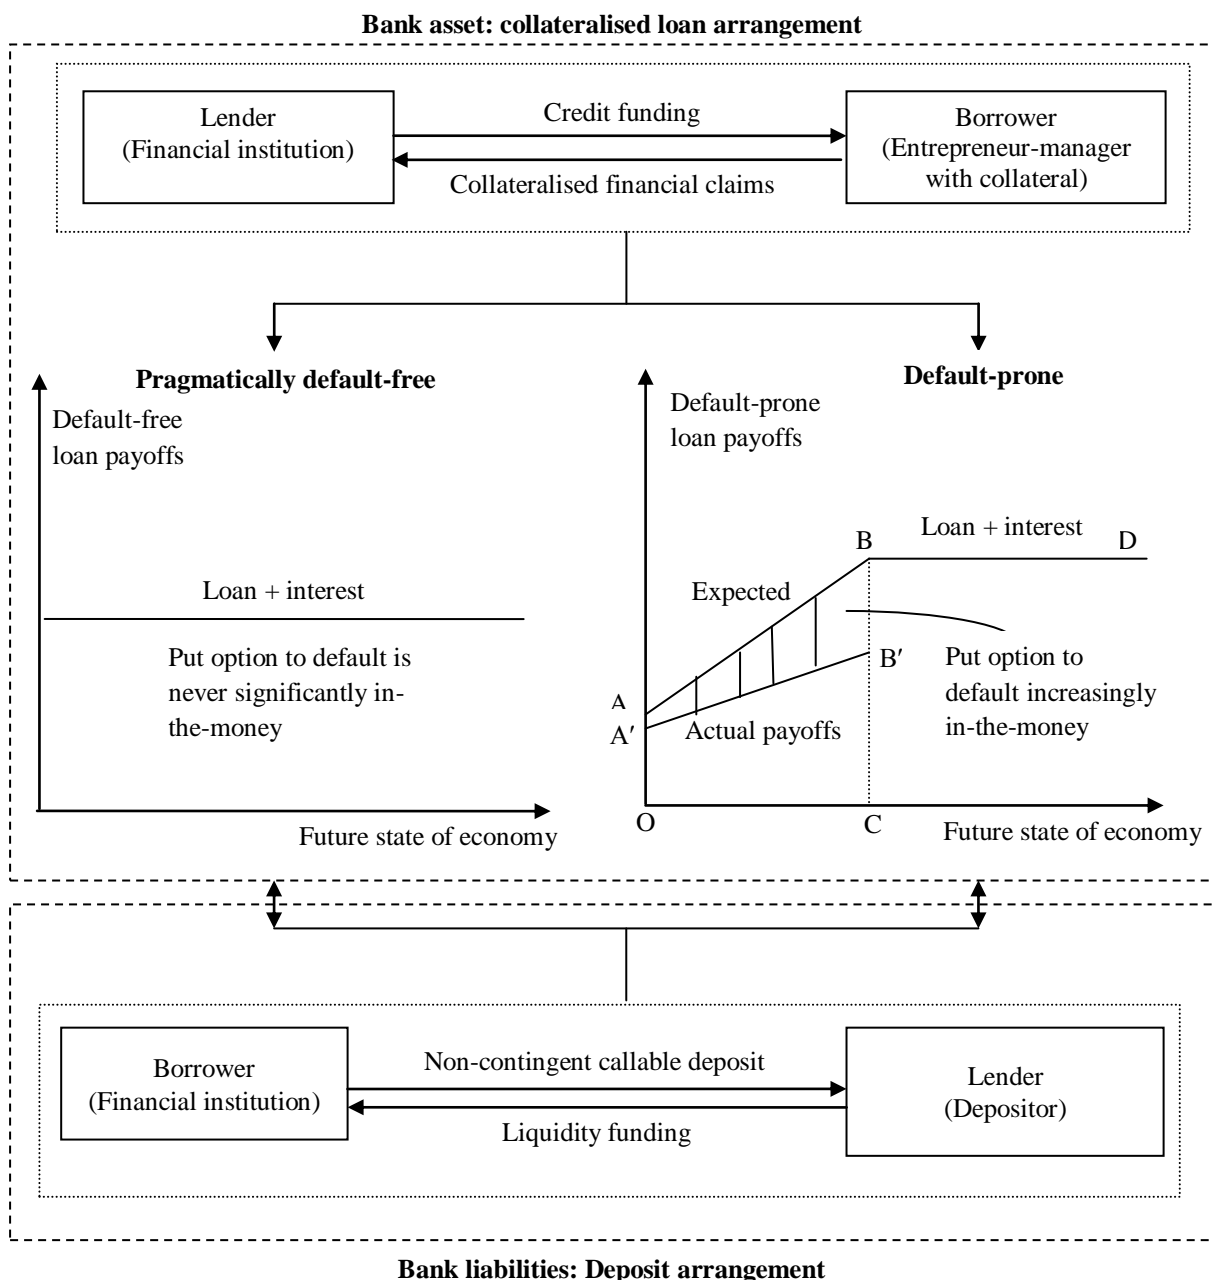 Bank asset: collateralised loan arrangement
Lender
(Financial institution)
Credit funding
Collateralised financial claims
Borrower
(Entrepreneur-manager
with collateral)
Pragmatically default-free
Default-free
loan payoffs
Loan + interest
Put option to default is
never significantly in-
the-money
Future state of economy
Default-prone
Default-prone
loan payoffs
B
Loan + interest
D
Expected
A
A′
Actual payoffs
B′
Put option to
default increasingly
in-the-money
O
C
Future state of economy
Borrower
(Financial institution)
Non-contingent callable deposit
Liquidity funding
Lender
(Depositor)
Bank liabilities: Deposit arrangement